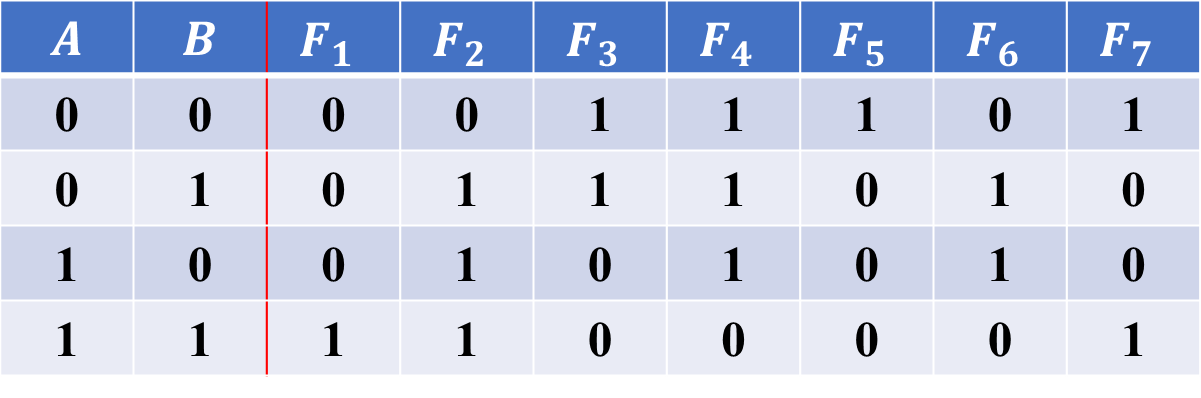 A B F₁ F₂ F₃ F₄ F₅ F₆ F₇
0 0 0 0 1 1 1 0 1
0 1 0 1 1 1 0 1 0
1 0 0 1 0 1 0 1 0
1 1 1 1 0 0 0 0 1